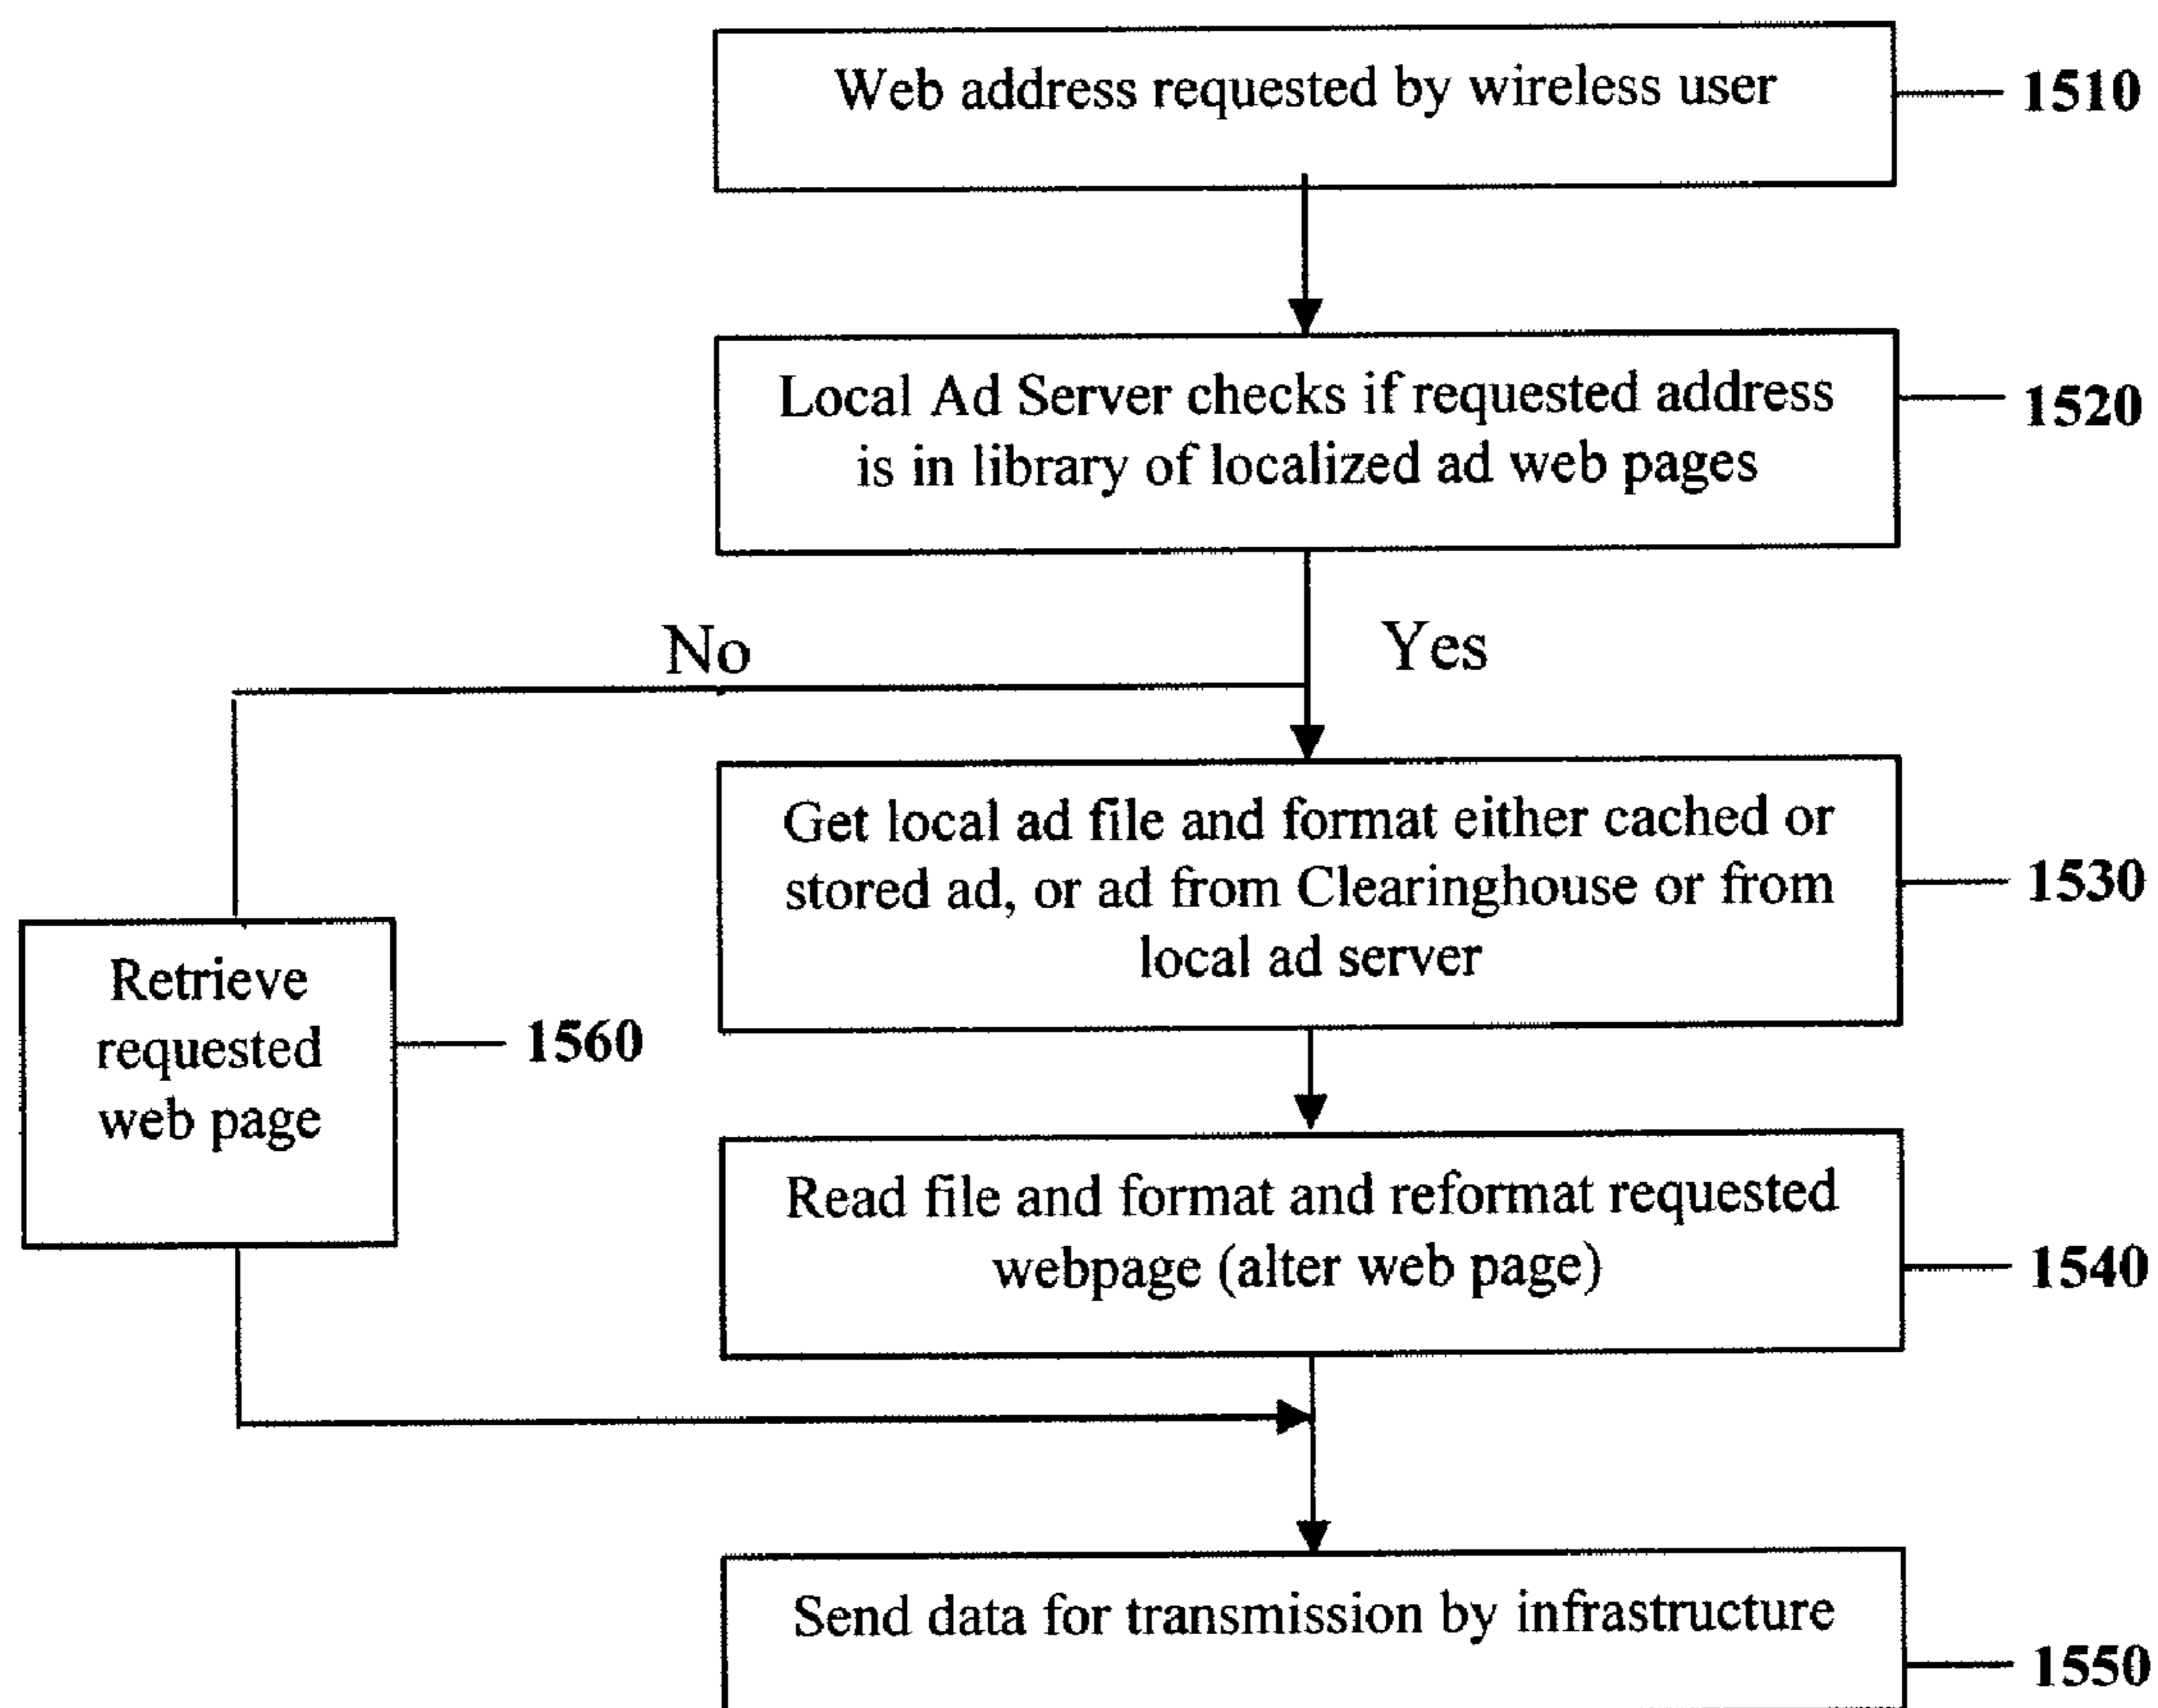 Web address requested by wireless user
1510
Local Ad Server checks if requested address
is in library of localized ad web pages
1520
No
Yes
Get local ad file and format either cached or
stored ad, or ad from Clearinghouse or from
local ad server
1530
Retrieve
requested
web page
1560
Read file and format and reformat requested
webpage (alter web page)
1540
Send data for transmission by infrastructure
1550